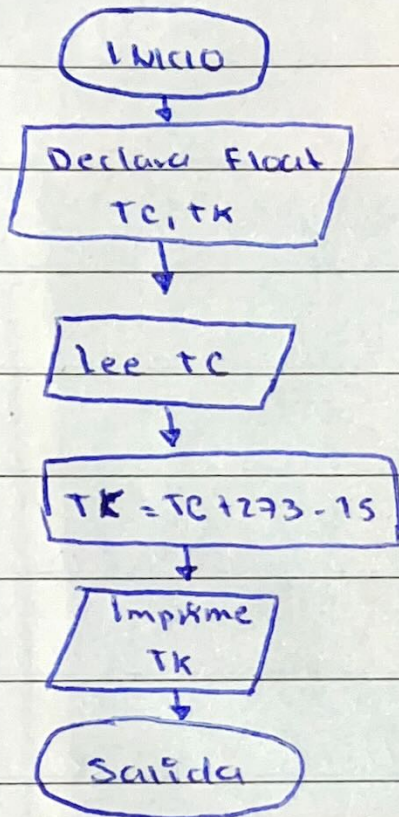 INICIO
Declara Float
TC, TK
lee TC
TK = TC + 273-15
Imprime
TK
Salida